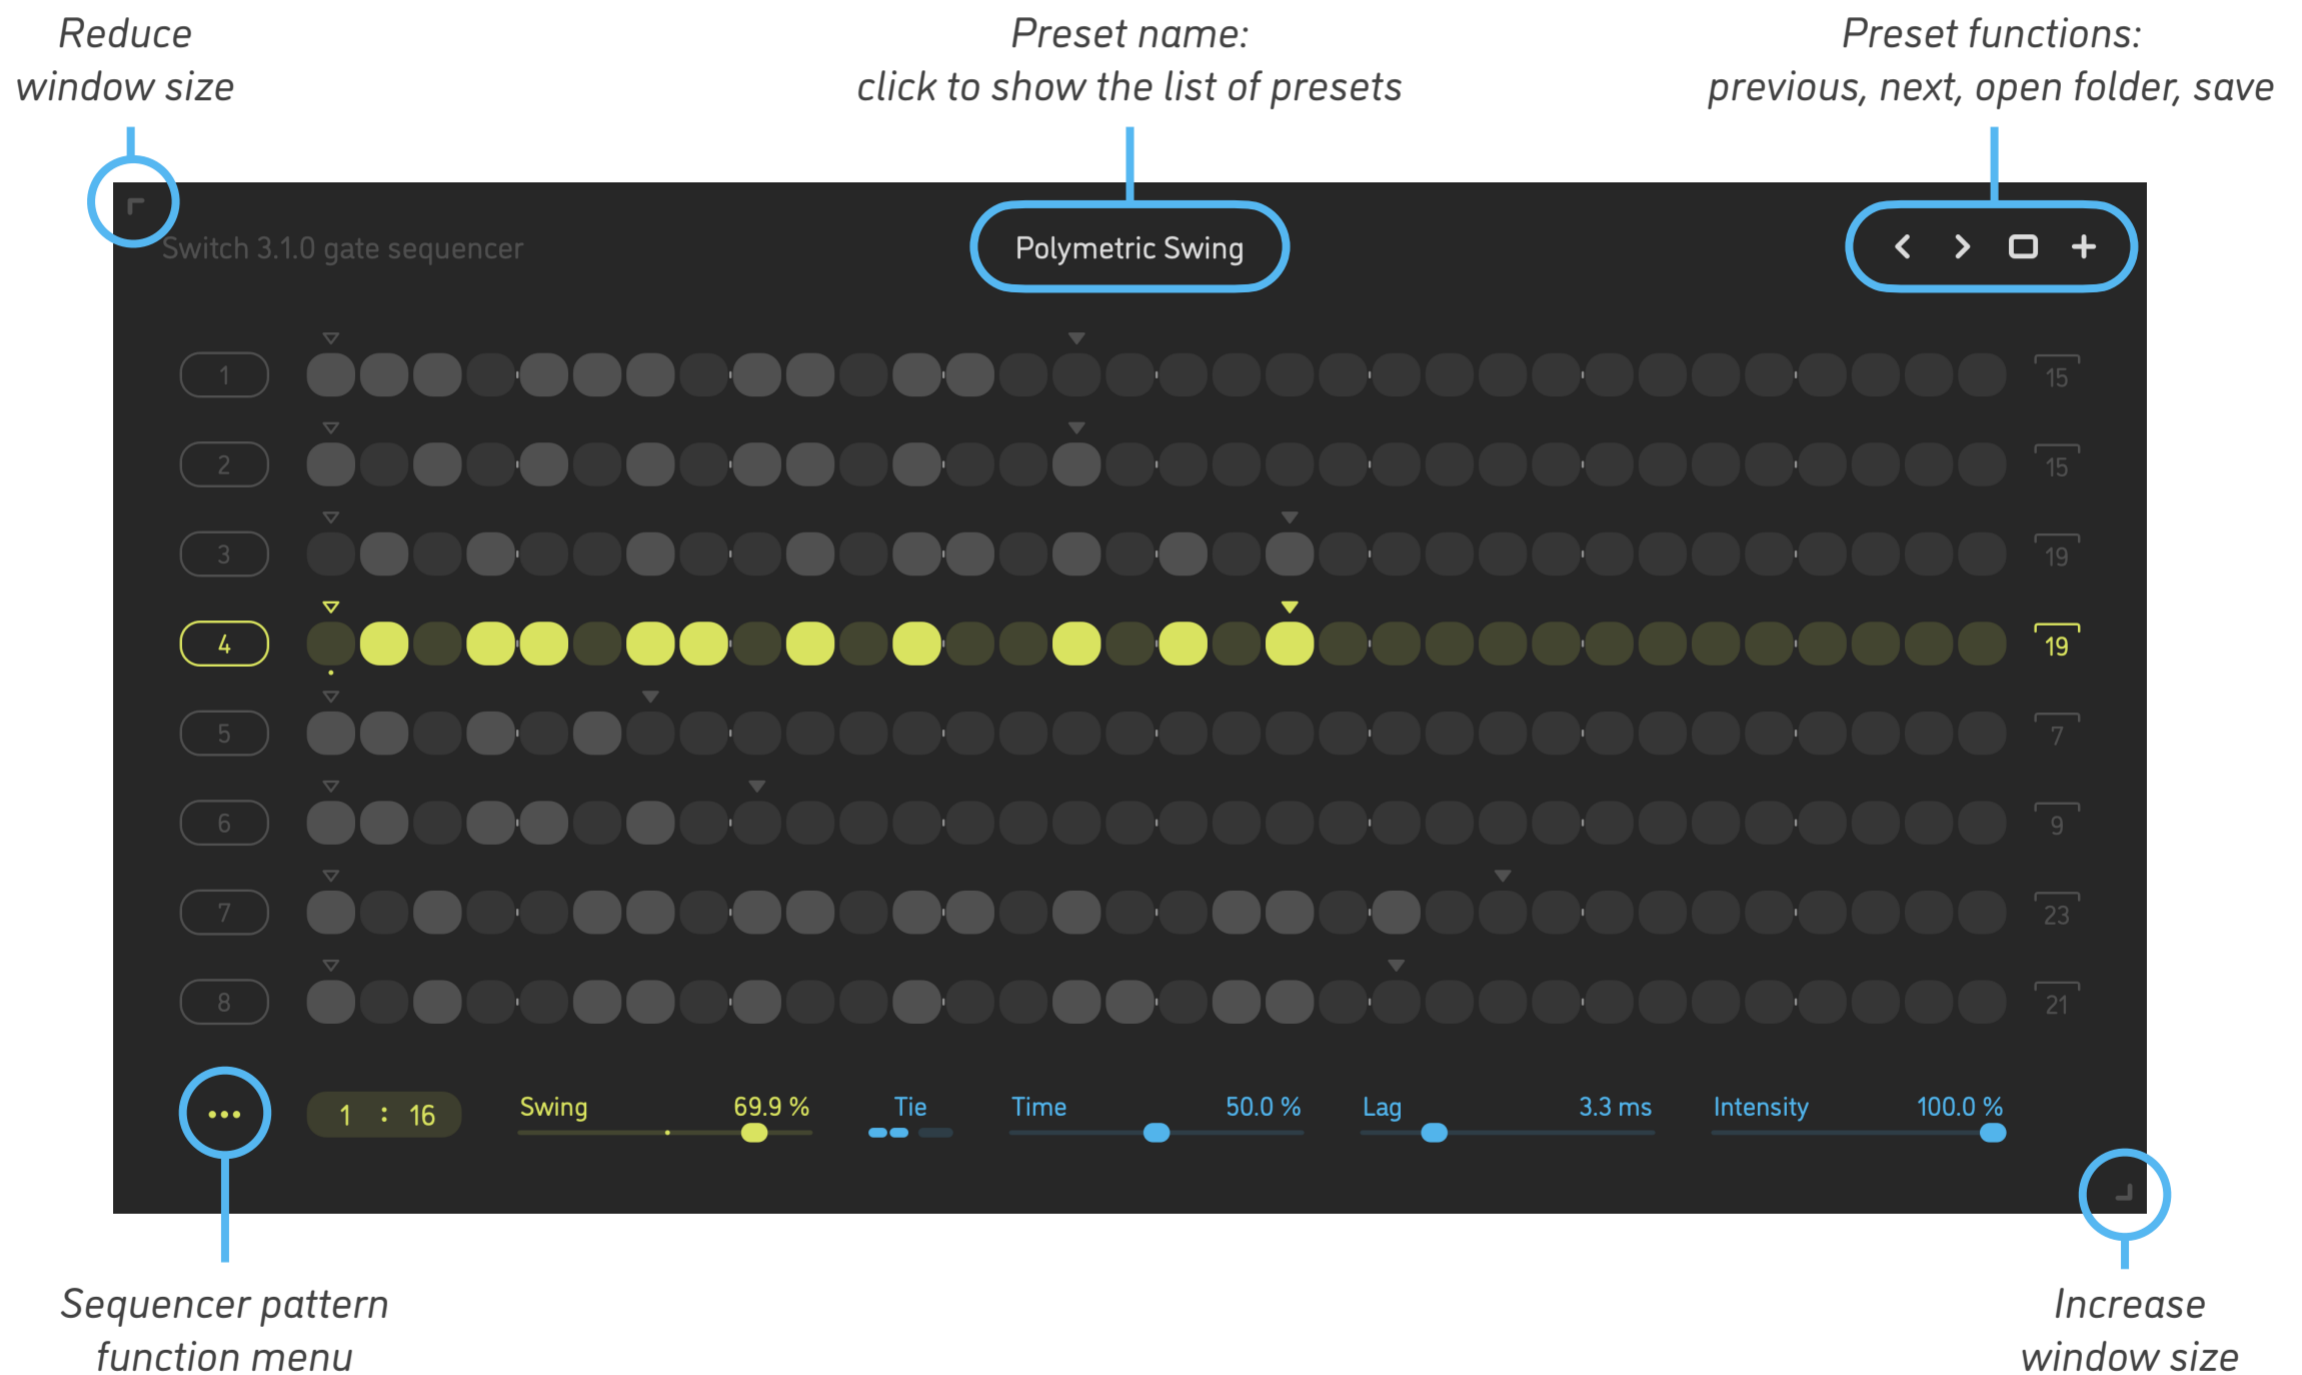 Reduce
window size
Preset name:
click to show the list of presets
Preset functions:
previous, next, open folder, save
Switch 3.1.0 gate sequencer
Polymetric Swing
1
15
2
15
3
19
4
19
5
7
6
9
7
23
8
21
1 : 16
Swing 69.9 %
Tie
Time 50.0 %
Lag 3.3 ms
Intensity 100.0 %
Sequencer pattern
function menu
Increase
window size